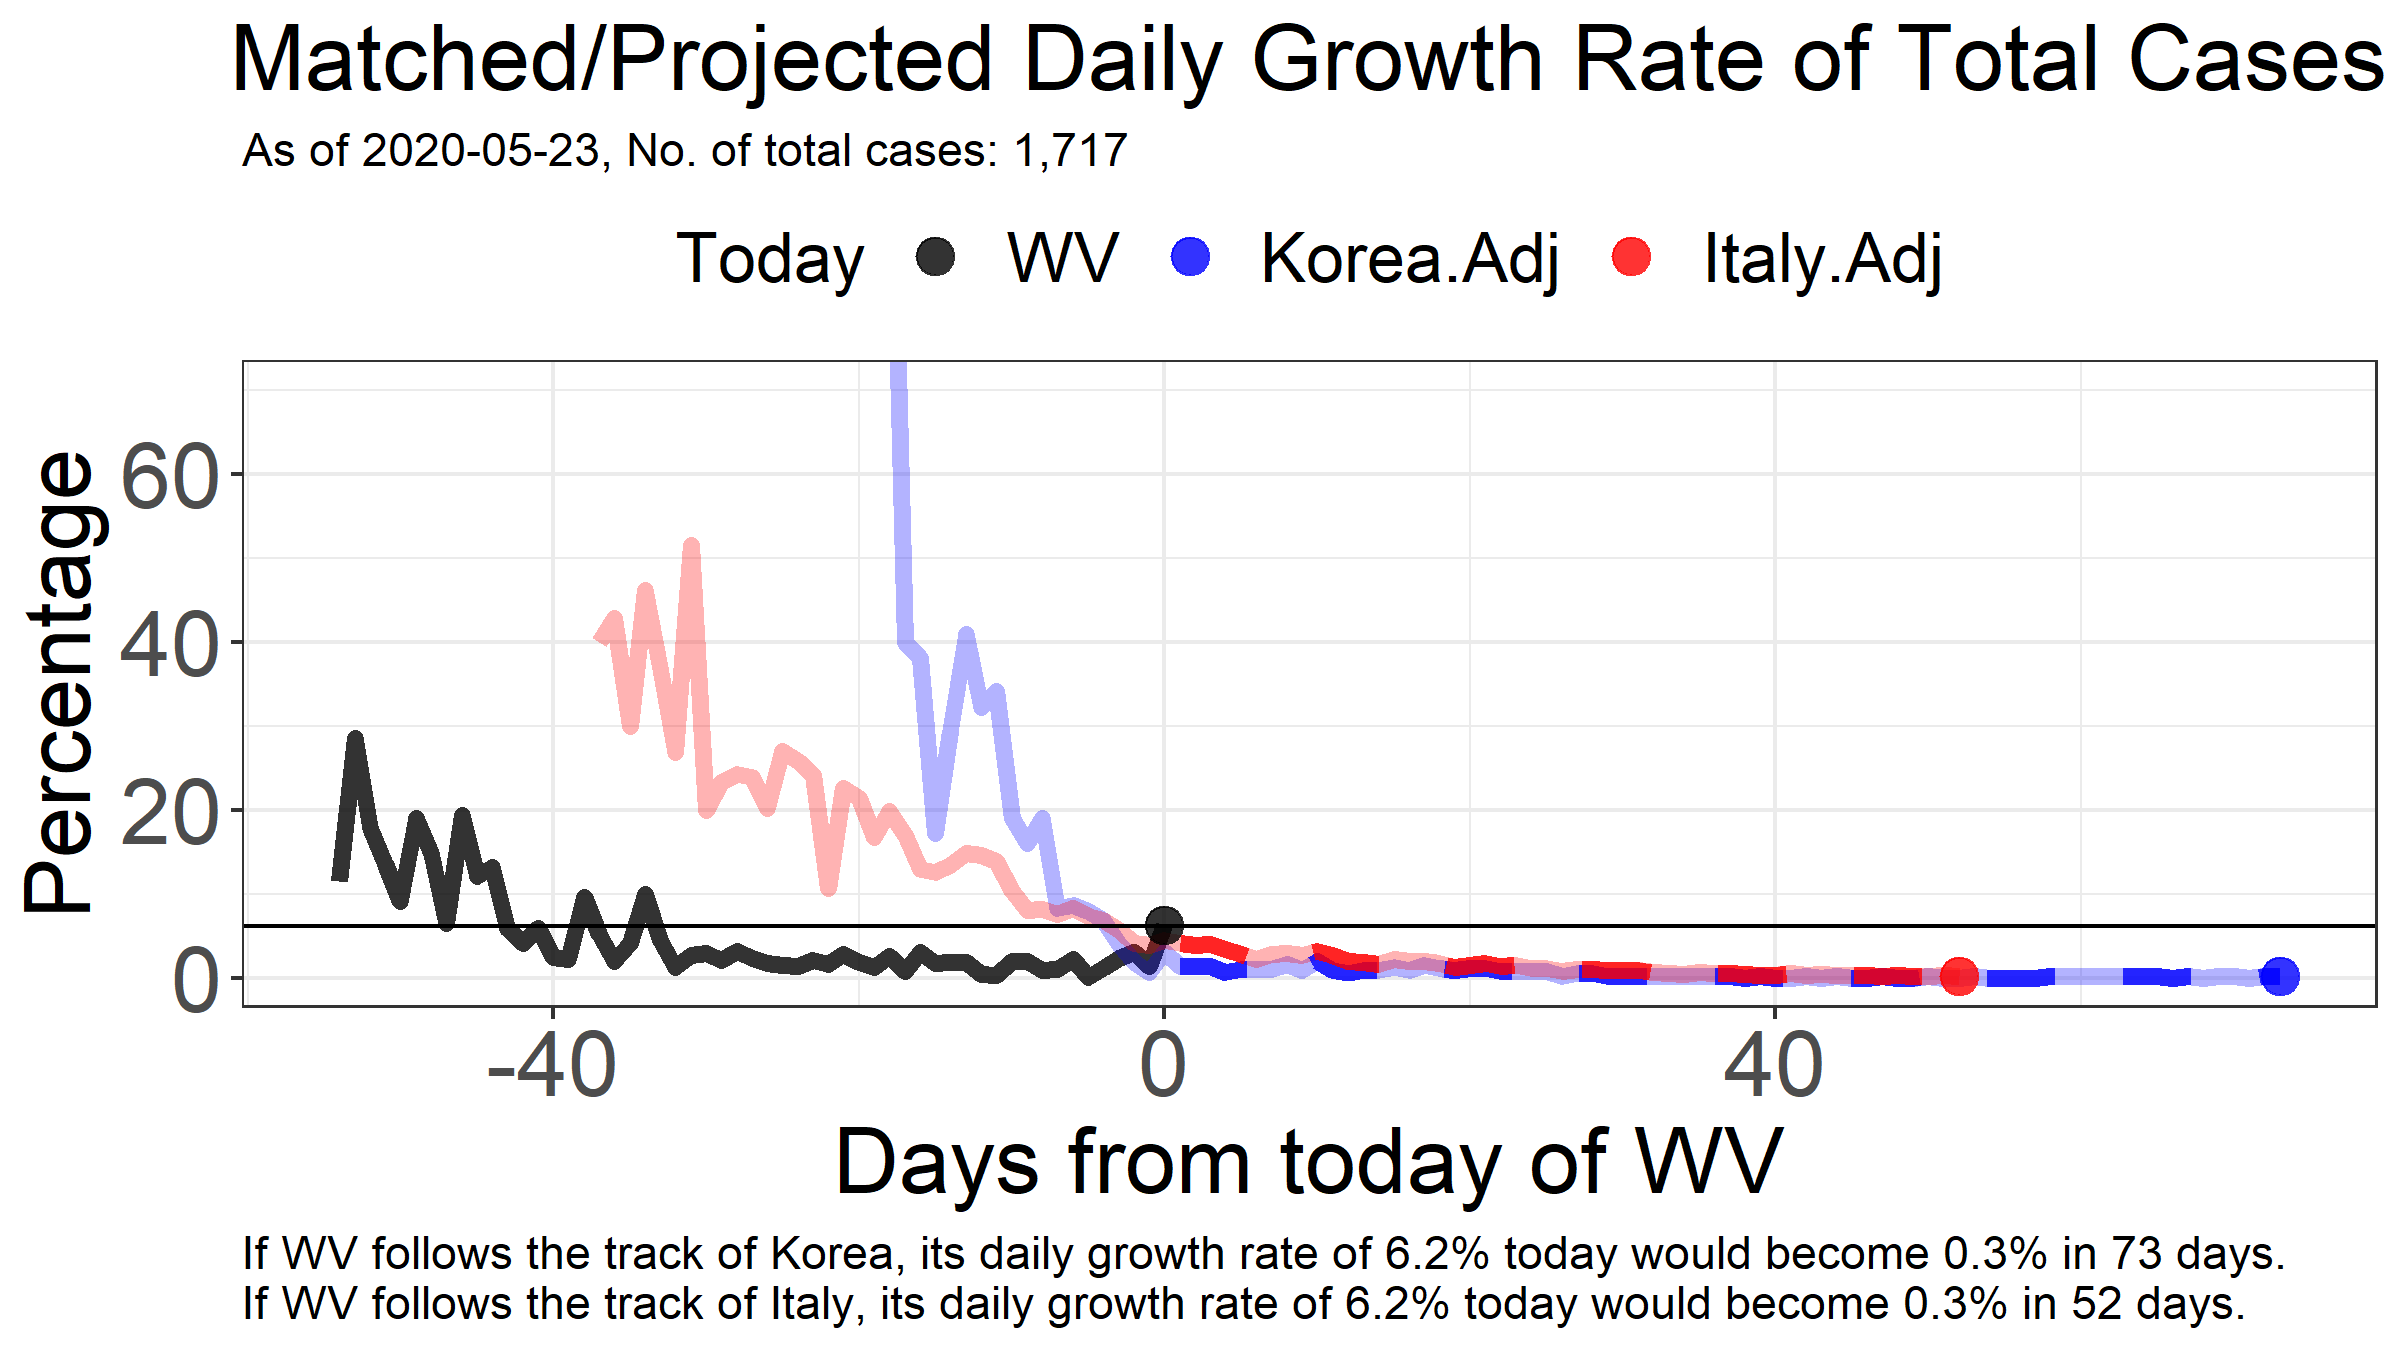 Matched/Projected Daily Growth Rate of Total Cases
As of 2020-05-23, No. of total cases: 1,717
Today WV Korea.Adj Italy.Adj
Percentage
60
40
20
0
-40 0 40
Days from today of WV
If WV follows the track of Korea, its daily growth rate of 6.2% today would become 0.3% in 73 days.
If WV follows the track of Italy, its daily growth rate of 6.2% today would become 0.3% in 52 days.